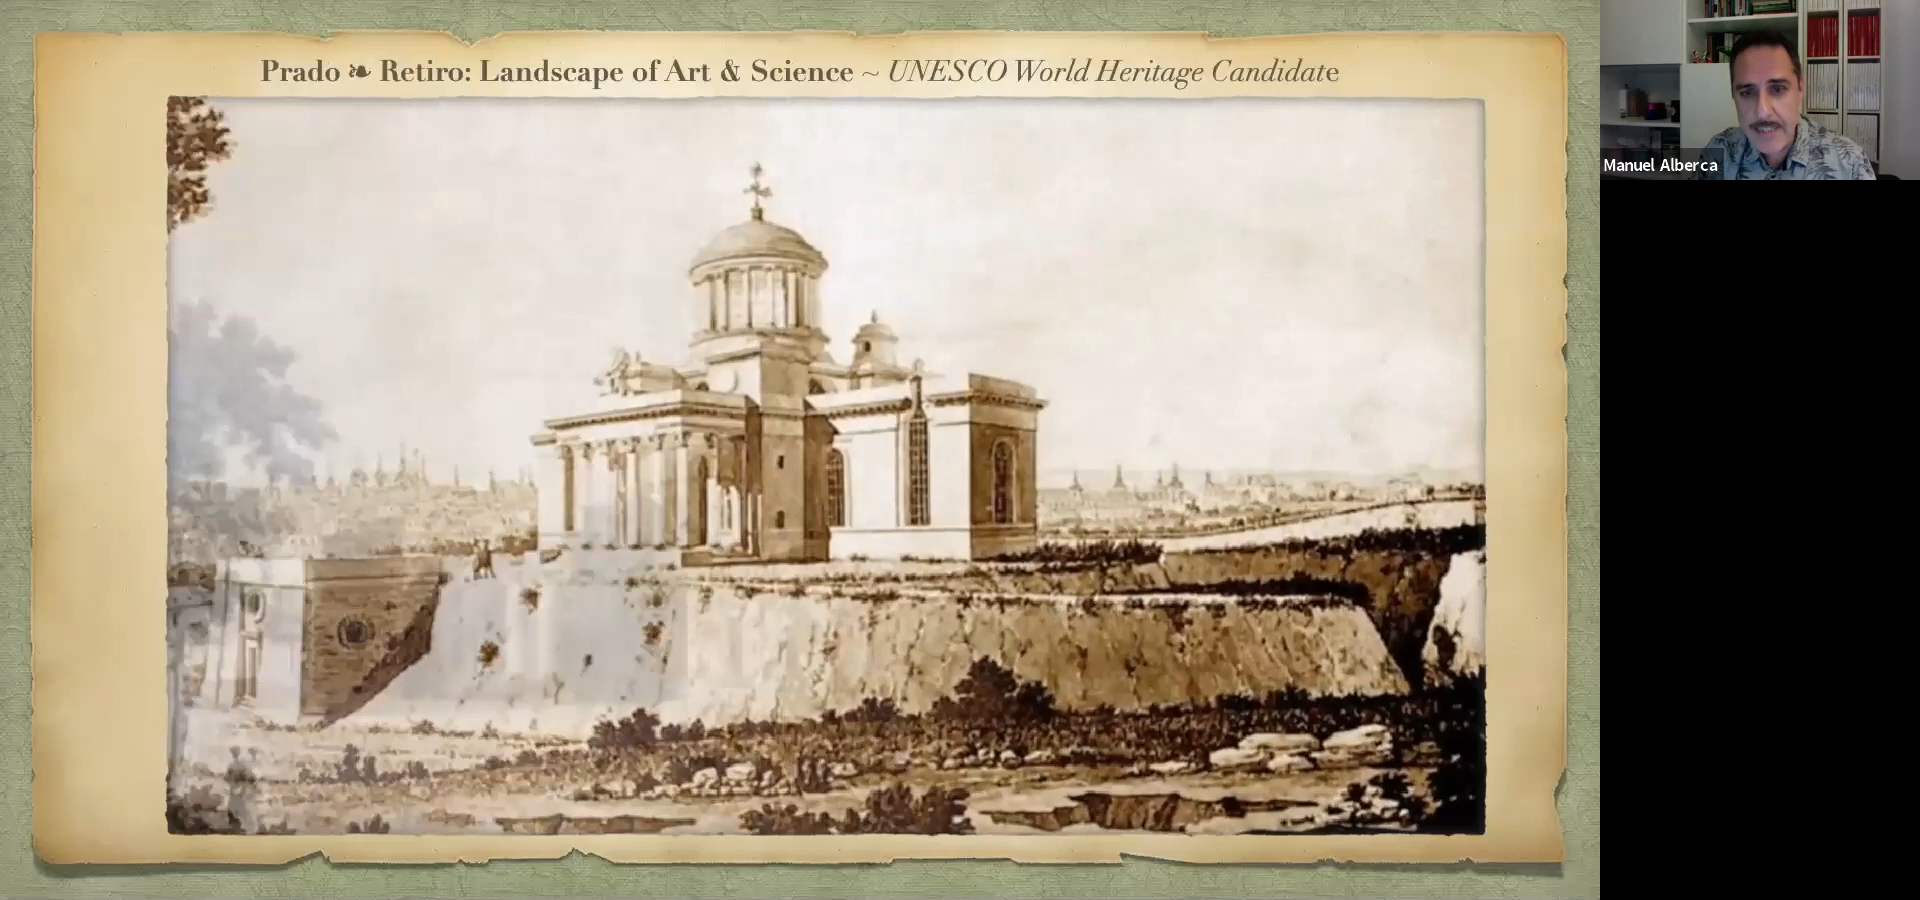 Prado ❧ Retiro: Landscape of Art & Science ~ UNESCO World Heritage Candidate
Manuel Alberca